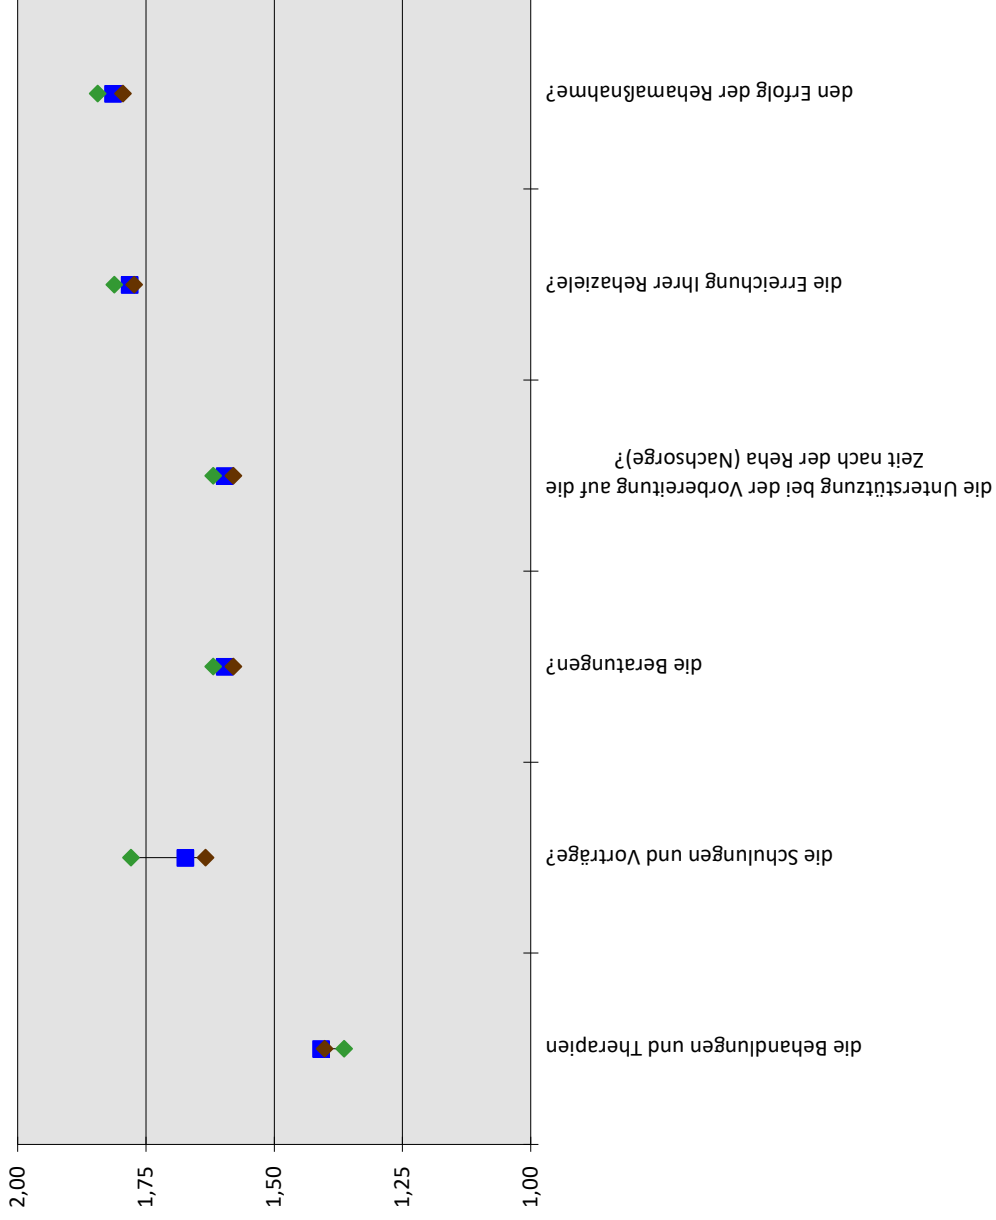 den Erfolg der Rehamaßnahme?
die Erreichung Ihrer Rehaziele?
die Unterstützung bei der Vorbereitung auf die
Zeit nach der Reha (Nachsorge)?
die Beratungen?
die Schulungen und Vorträge?
die Behandlungen und Therapien
2,00
1,75
1,50
1,25
1,00